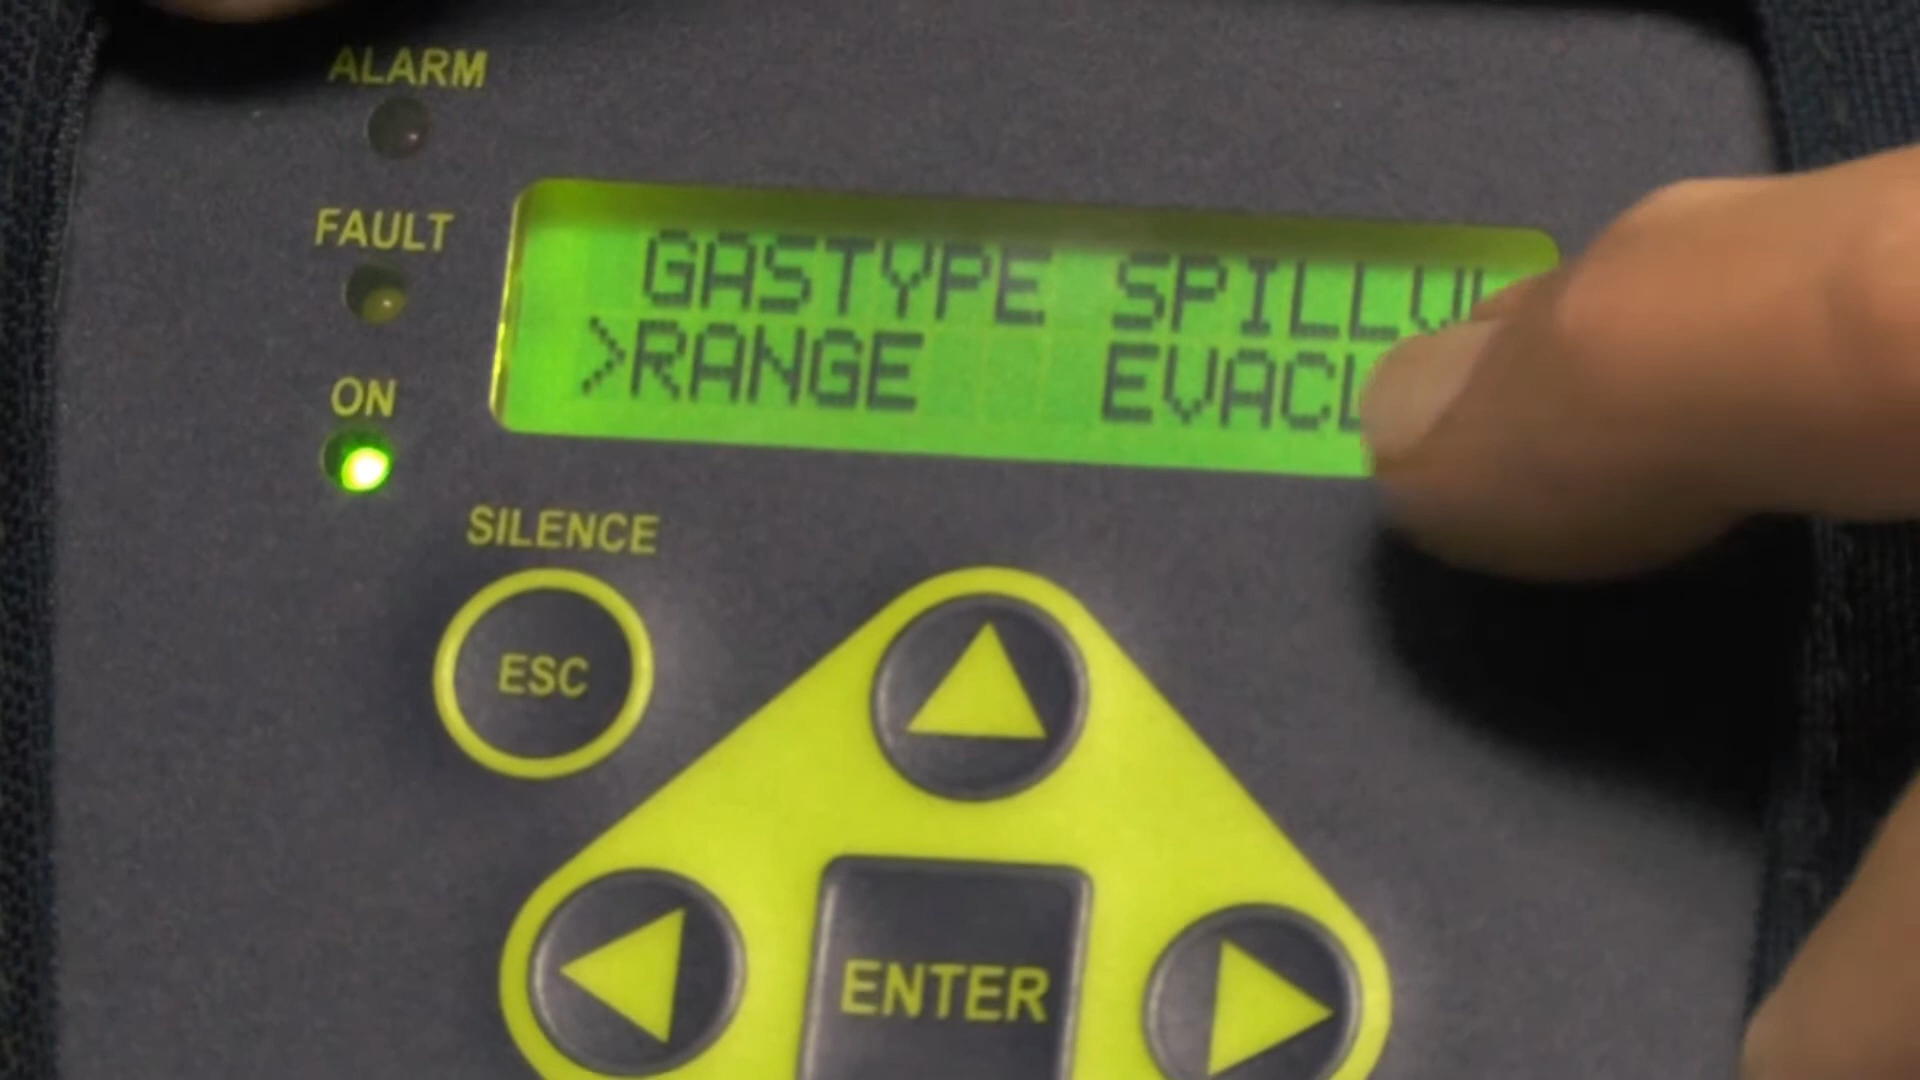 ALARM
FAULT
GASTYPE
>RANGE
ON
SILENCE
ESC
ENTER